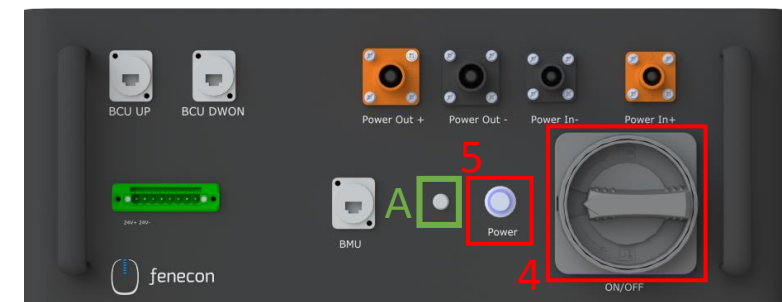 BCU UP
BCU DWON
Power Out +
Power Out -
Power In-
Power In+
5
A
Power
BMU
24V+ 24V-
4
fenecon
ON/OFF